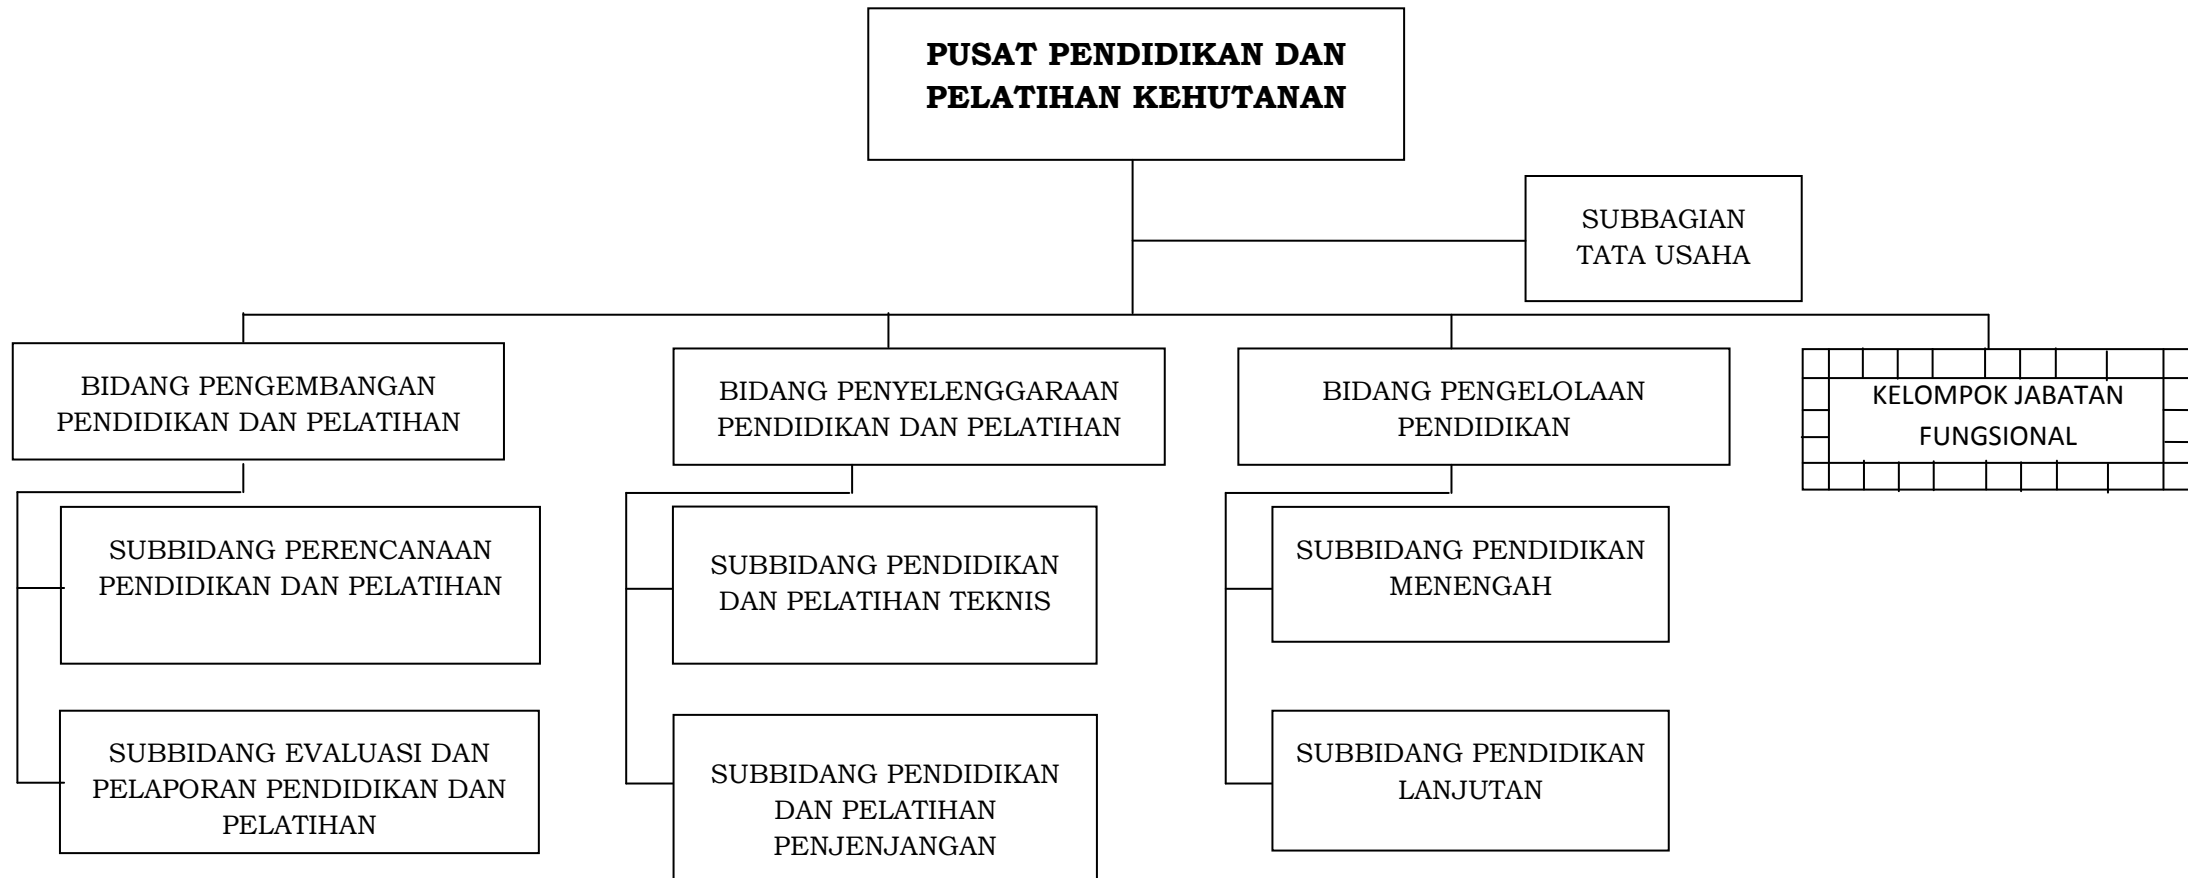 PUSAT PENDIDIKAN DAN
PELATIHAN KEHUTANAN
SUBBAGIAN
TATA USAHA
BIDANG PENGEMBANGAN
PENDIDIKAN DAN PELATIHAN
BIDANG PENYELENGGARAAN
PENDIDIKAN DAN PELATIHAN
BIDANG PENGELOLAAN
PENDIDIKAN
KELOMPOK JABATAN
FUNGSIONAL
SUBBIDANG PERENCANAAN
PENDIDIKAN DAN PELATIHAN
SUBBIDANG PENDIDIKAN
DAN PELATIHAN TEKNIS
SUBBIDANG PENDIDIKAN
MENENGAH
SUBBIDANG EVALUASI DAN
PELAPORAN PENDIDIKAN DAN
PELATIHAN
SUBBIDANG PENDIDIKAN
DAN PELATIHAN
PENJENJANGAN
SUBBIDANG PENDIDIKAN
LANJUTAN